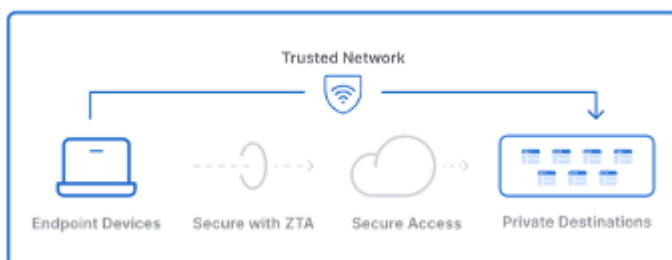 Trusted Network
Endpoint Devices
Secure with ZTA
Secure Access
Private Destinations